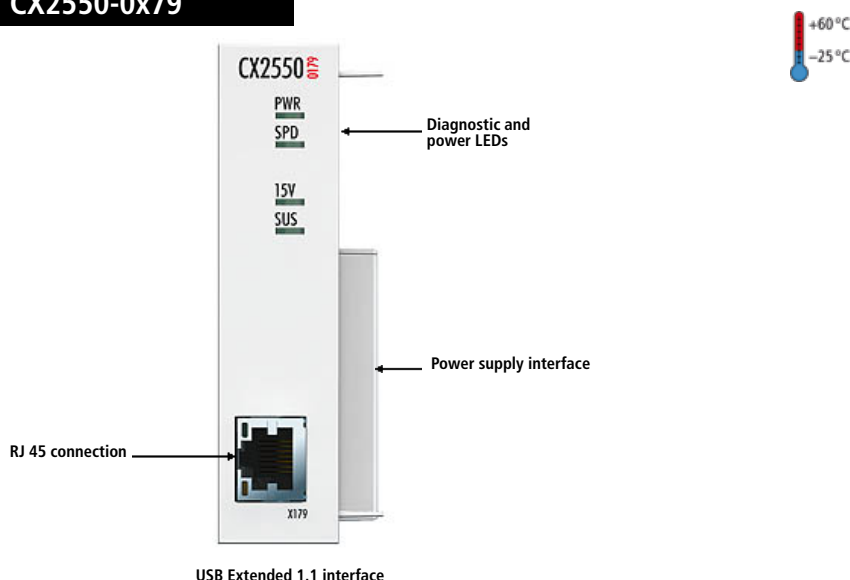 CX2550-0x79
+60 °C
–25 °C
CX2550 0179
PWR
SPD
15V
SUS
Diagnostic and
power LEDs
Power supply interface
RJ 45 connection
X179
USB Extended 1.1 interface